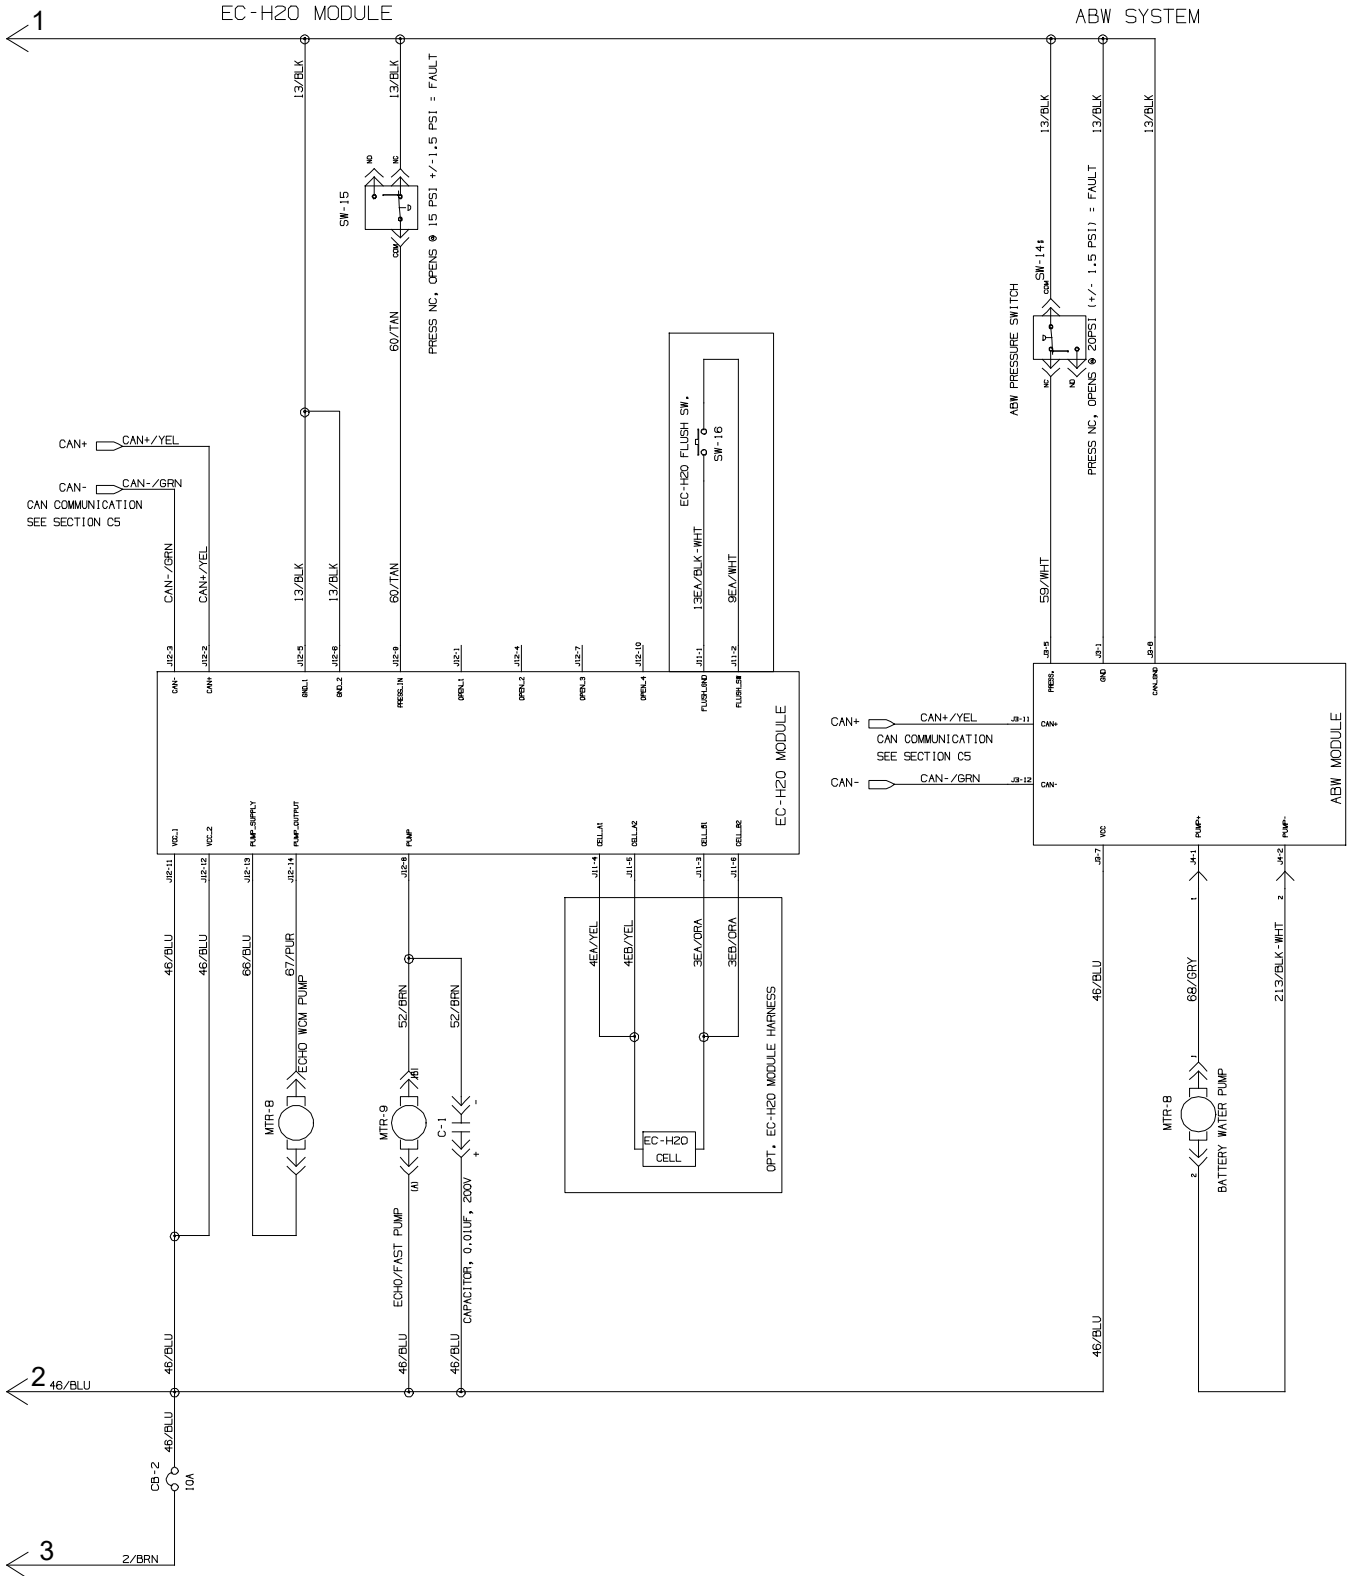 EC-H2O MODULE
ABW SYSTEM
1
13/BLK
13/BLK
13/BLK
13/BLK
13/BLK
PRESS NC, OPENS @ 15 PSI +/-1.5 PSI = FAULT
NO
NC
SW-15
COM
60/TAN
PRESS NC, OPENS @ 20PSI (+/- 1.5 PSI) = FAULT
SW-14
COM
ABW PRESSURE SWITCH
NC
NO
EC-H2O FLUSH SW.
SW-16
CAN+
CAN+/YEL
CAN-
CAN-/GRN
CAN COMMUNICATION
SEE SECTION C5
CAN-/GRN
CAN+/YEL
13/BLK
13/BLK
60/TAN
13EA/BLK-WHT
9EA/WHT
59/WHT
J12-3
J12-2
J12-5
J12-6
J12-9
J12-1
J12-4
J12-7
J12-10
J11-1
J11-2
J3-5
J3-1
J3-6
CAN-
CAN+
GND_1
GND_2
PRESS_IN
OPEN_1
OPEN_2
OPEN_3
OPEN_4
FLUSH_GND
FLUSH_SW
PRESS.
GND
CAN_GND
EC-H2O MODULE
CAN+
CAN+/YEL
J3-11
CAN+
CAN COMMUNICATION
SEE SECTION C5
CAN-
CAN-/GRN
J3-12
CAN-
ABW MODULE
VCC_1
VCC_2
PUMP_SUPPLY
PUMP_OUTPUT
PUMP
CELL_A1
CELL_A2
CELL_B1
CELL_B2
VCC
PUMP+
PUMP-
J12-11
J12-12
J12-13
J12-14
J12-8
J11-4
J11-5
J11-3
J11-6
J3-7
J4-1
J4-2
1
2
46/BLU
46/BLU
66/BLU
67/PUR
4EA/YEL
4EB/YEL
3EA/ORA
3EB/ORA
46/BLU
68/GRY
213/BLK-WHT
52/BRN
52/BRN
ECHO WCM PUMP
MTR-8
MTR-9
(B)
(A)
C-1
-
+
CAPACITOR, 0.01UF, 200V
ECHO/FAST PUMP
EC-H2O
CELL
OPT. EC-H2O MODULE HARNESS
MTR-8
1
2
BATTERY WATER PUMP
46/BLU
46/BLU
46/BLU
46/BLU
2
46/BLU
46/BLU
CB-2
10A
3
2/BRN